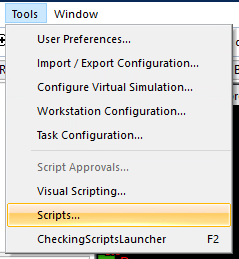 Tools Window
User Preferences...
Import / Export Configuration...
Configure Virtual Simulation...
Workstation Configuration...
Task Configuration...
Script Approvals...
Visual Scripting...
Scripts...
CheckingScriptsLauncher F2